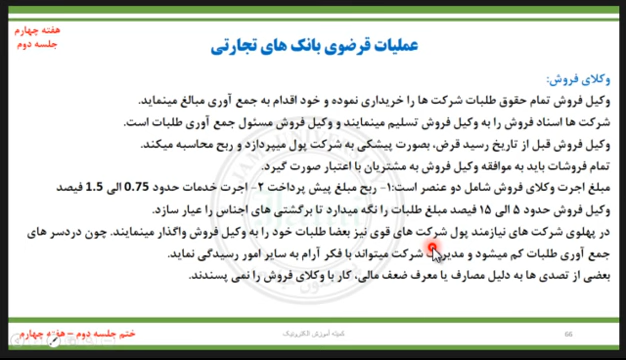 هفته چهارم
جلسه دوم
عملیات قرضوی بانک های تجارتی
وکلای فروش:
وکیل فروش تمام حقوق طلبات شرکت ها را خریداری نموده و خود اقدام به جمع آوری مبالغ مینماید.
شرکت ها اسناد فروش را به وکیل فروش تسلیم مینمایند و وکیل فروش مسئول جمع آوری طلبات است.
وکیل فروش قبل از تاریخ رسید قرض، بصورت پیشکی به شرکت پول میپردازد و ربح محاسبه میکند.
تمام فروشات باید به موافقه وکیل فروش به مشتریان با اعتبار صورت گیرد.
مبلغ اجرت وکلای فروش شامل دو عنصر است:۱- ربح مبلغ پیش پرداخت ۲- اجرت خدمات حدود 0.75 الی 1.5 فیصد
وکیل فروش حدود ۵ الی ۱۵ فیصد مبلغ طلبات را نگه میدارد تا برگشتی های اجناس را عیار سازد.
در پهلوی شرکت های نیازمند پول شرکت های قوی نیز بعضا طلبات خود را به وکیل فروش واگذار مینمایند. چون دردسر های
جمع آوری طلبات کم میشود و مدیریت شرکت میتواند با فکر آرام به سایر امور رسیدگی نماید.
بعضی از تصدی ها به دلیل مصارف یا معرف ضعف مالی، کار با وکلای فروش را نمی پسندند.
ختم جلسه دوم - هفته چهارم
کمیته آموزش الکترونیک
66